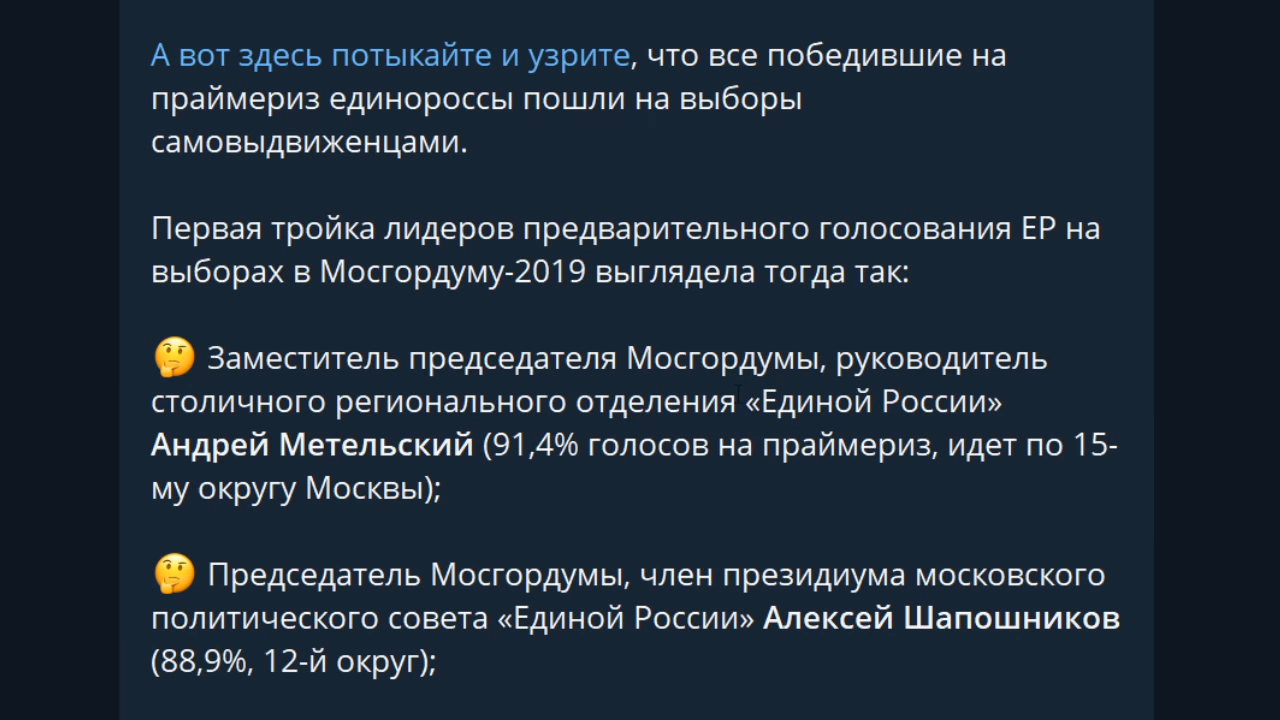 А вот здесь потыкайте и узрите, что все победившие на
праймериз единороссы пошли на выборы
самовыдвиженцами.
Первая тройка лидеров предварительного голосования ЕР на
выборах в Мосгордуму-2019 выглядела тогда так:
🤔 Заместитель председателя Мосгордумы, руководитель
столичного регионального отделения «Единой России»
Андрей Метельский (91,4% голосов на праймериз, идет по 15-
му округу Москвы);
🤔 Председатель Мосгордумы, член президиума московского
политического совета «Единой России» Алексей Шапошников
(88,9%, 12-й округ);